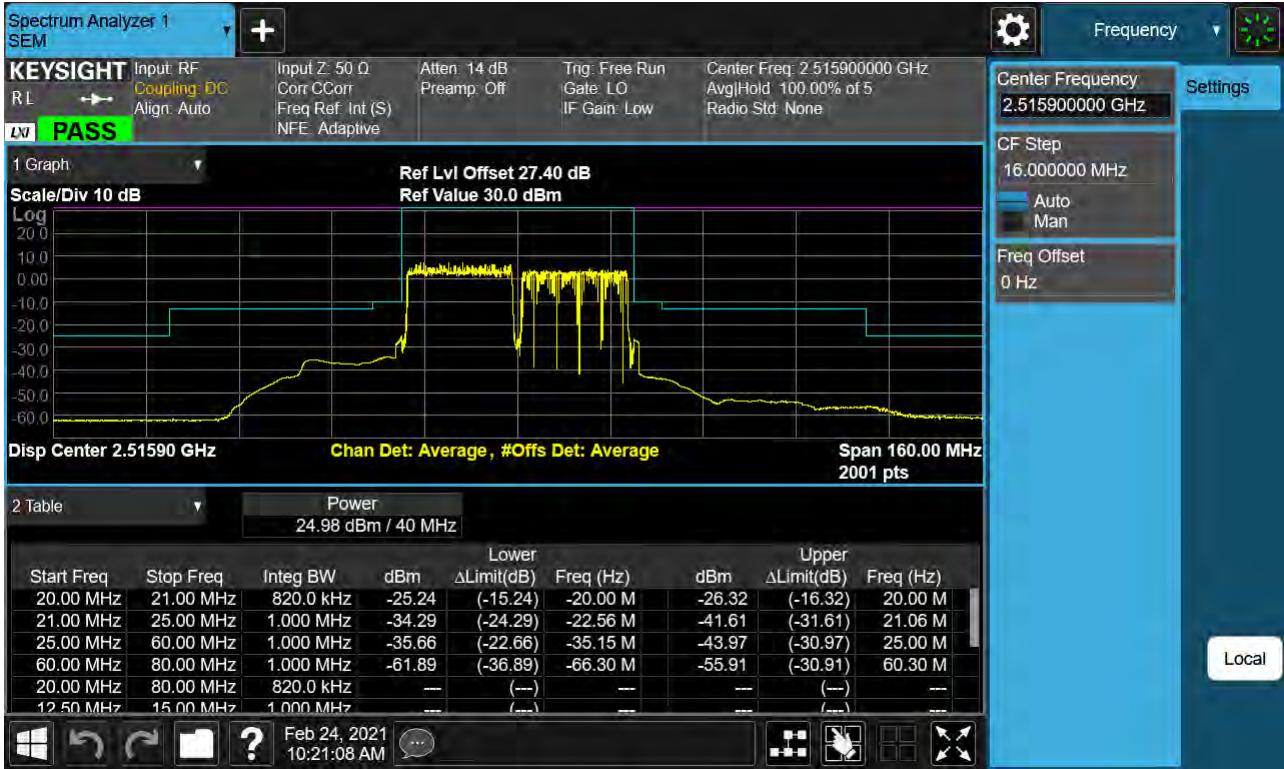 Spectrum Analyzer 1
SEM
Frequency
KEYSIGHT
R L
LXI
PASS
Input: RF
Coupling: DC
Align: Auto
Input Z: 50 Ω
Corr CCorr
Freq Ref: Int (S)
NFE: Adaptive
Atten: 14 dB
Preamp: Off
Trig: Free Run
Gate: LO
IF Gain: Low
Center Freq: 2.515900000 GHz
Avg|Hold: 100.00% of 5
Radio Std: None
Center Frequency
2.515900000 GHz
Settings
CF Step
16.000000 MHz
Auto
Man
Freq Offset
0 Hz
Local
1 Graph
Ref Lvl Offset 27.40 dB
Scale/Div 10 dB
Ref Value 30.0 dBm
Log
20.0
10.0
0.00
-10.0
-20.0
-30.0
-40.0
-50.0
-60.0
Disp Center 2.51590 GHz
Chan Det: Average , #Offs Det: Average
Span 160.00 MHz
2001 pts
2 Table
Power
24.98 dBm / 40 MHz
Lower Upper
Start Freq Stop Freq Integ BW dBm ΔLimit(dB) Freq (Hz) dBm ΔLimit(dB) Freq (Hz)
20.00 MHz 21.00 MHz 820.0 kHz -25.24 (-15.24) -20.00 M -26.32 (-16.32) 20.00 M
21.00 MHz 25.00 MHz 1.000 MHz -34.29 (-24.29) -22.56 M -41.61 (-31.61) 21.06 M
25.00 MHz 60.00 MHz 1.000 MHz -35.66 (-22.66) -35.15 M -43.97 (-30.97) 25.00 M
60.00 MHz 80.00 MHz 1.000 MHz -61.89 (-36.89) -66.30 M -55.91 (-30.91) 60.30 M
20.00 MHz 80.00 MHz 820.0 kHz --- (---) --- --- (---) ---
12.50 MHz 15.00 MHz 1.000 MHz --- (---) --- --- (---) ---
Feb 24, 2021
10:21:08 AM